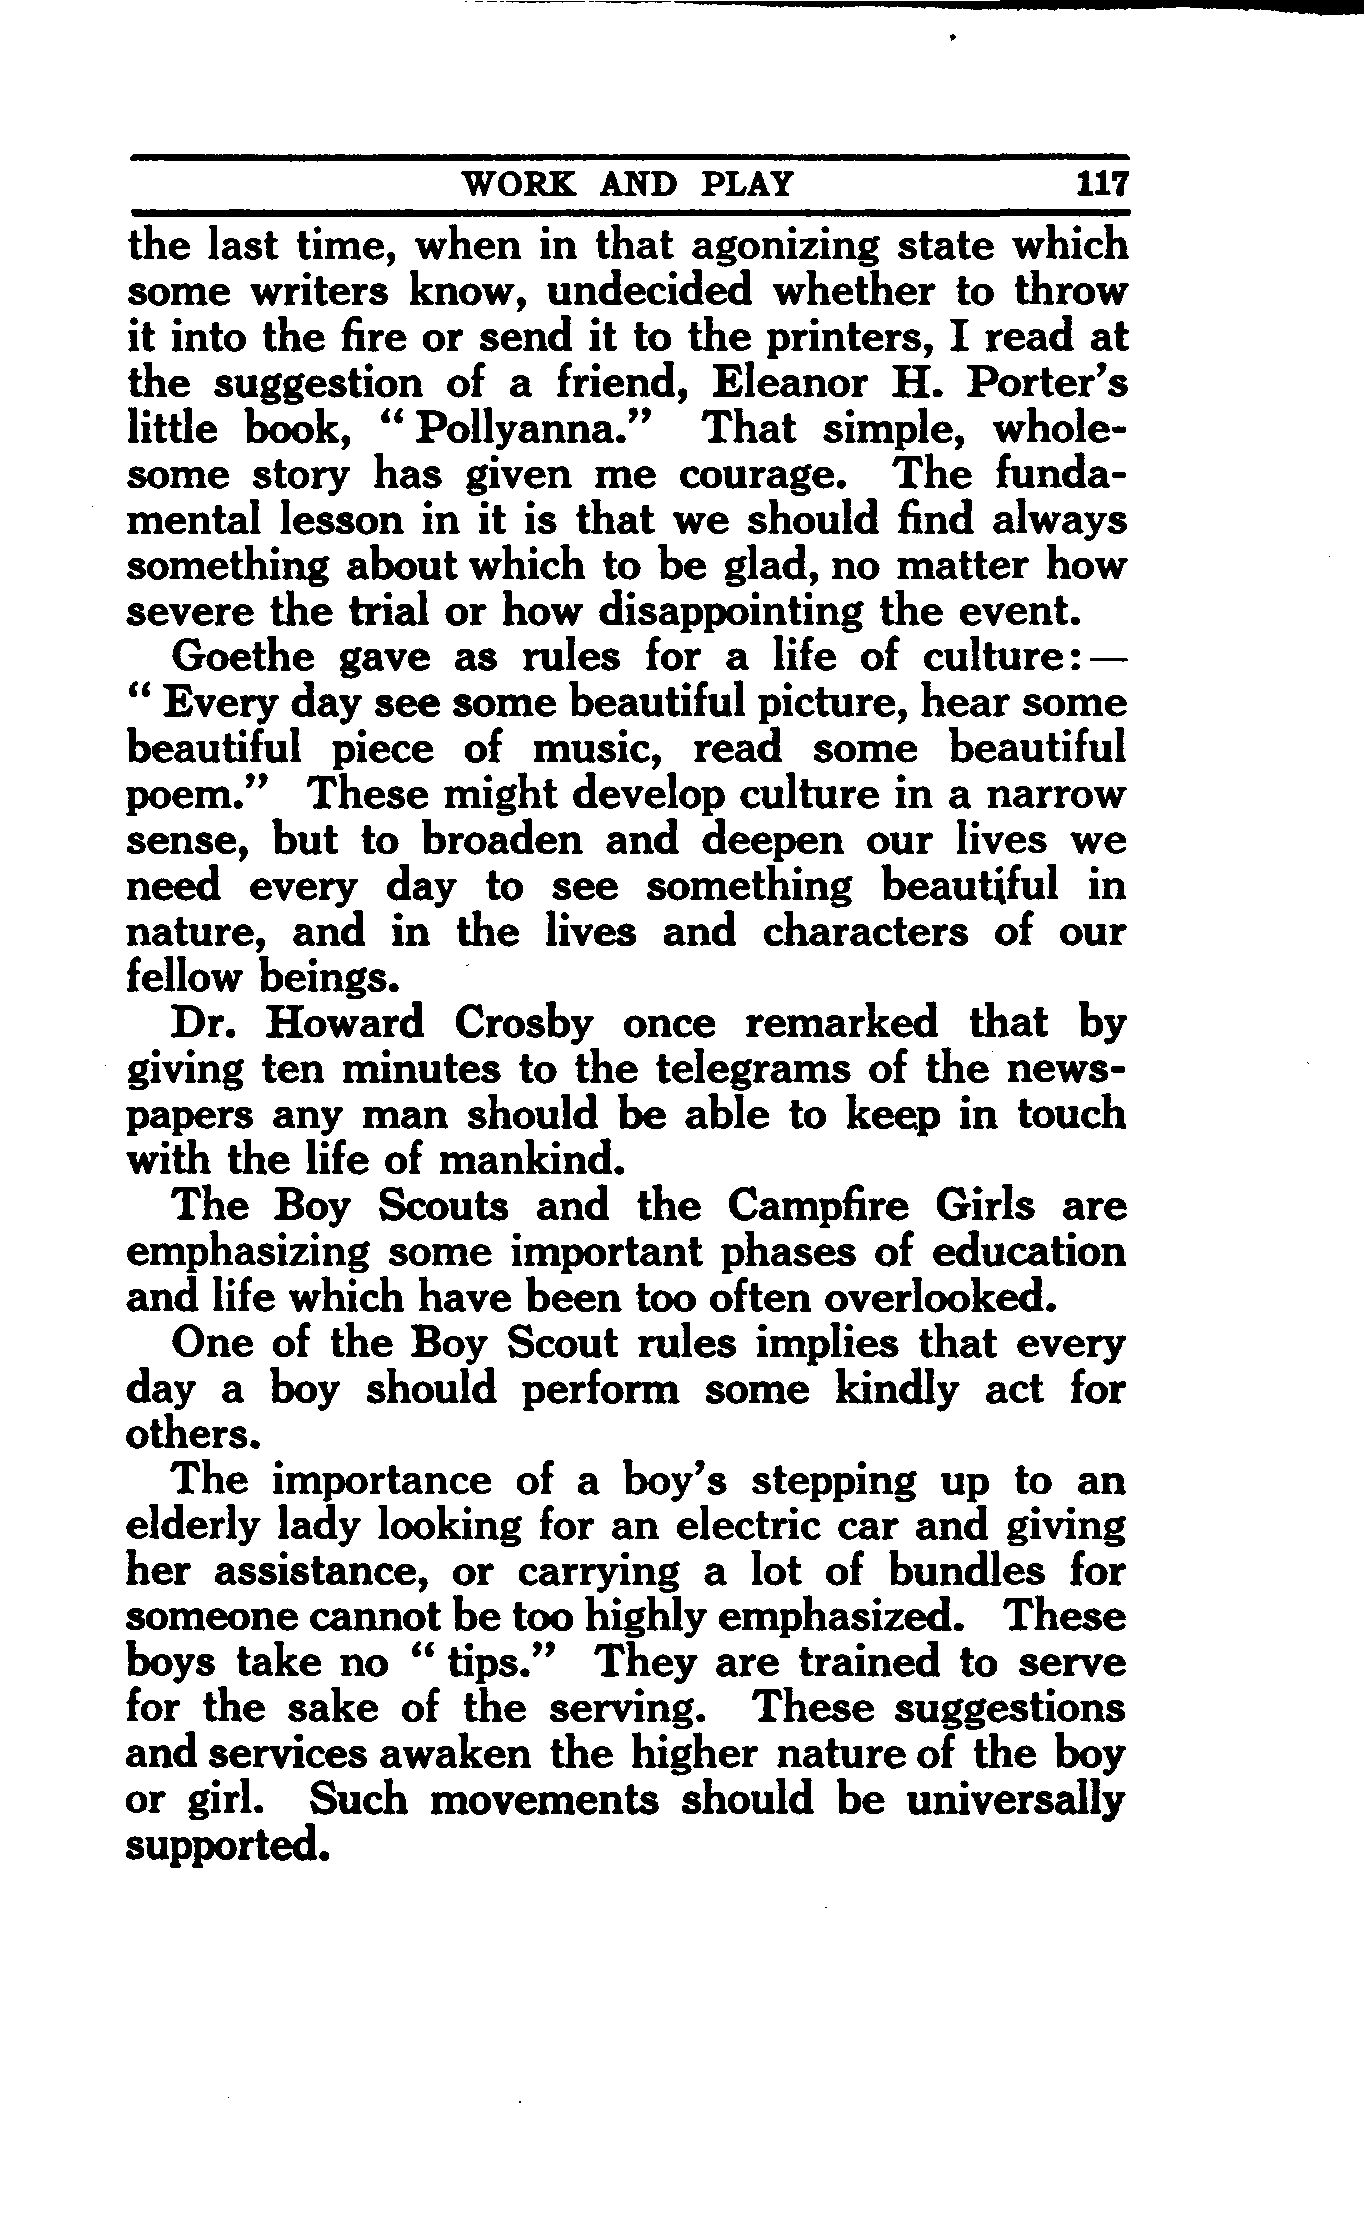 WORK AND PLAY 117
the last time, when in that agonizing state which
some writers know, undecided whether to throw
it into the fire or send it to the printers, I read at
the suggestion of a friend, Eleanor H. Porter's
little book, " Pollyanna." That simple, whole-
some story has given me courage. The funda-
mental lesson in it is that we should find always
something about which to be glad, no matter how
severe the trial or how disappointing the event.
Goethe gave as rules for a life of culture: —
" Every day see some beautiful picture, hear some
beautiful piece of music, read some beautiful
poem." These might develop culture in a narrow
sense, but to broaden and deepen our lives we
need every day to see something beautiful in
nature, and in the lives and characters of our
fellow beings.
Dr. Howard Crosby once remarked that by
giving ten minutes to the telegrams of the news-
papers any man should be able to keep in touch
with the life of mankind.
The Boy Scouts and the Campfire Girls are
emphasizing some important phases of education
and life which have been too often overlooked.
One of the Boy Scout rules implies that every
day a boy should perform some kindly act for
others.
The importance of a boy's stepping up to an
elderly lady looking for an electric car and giving
her assistance, or carrying a lot of bundles for
someone cannot be too highly emphasized. These
boys take no " tips." They are trained to serve
for the sake of the serving. These suggestions
and services awaken the higher nature of the boy
or girl. Such movements should be universally
supported.